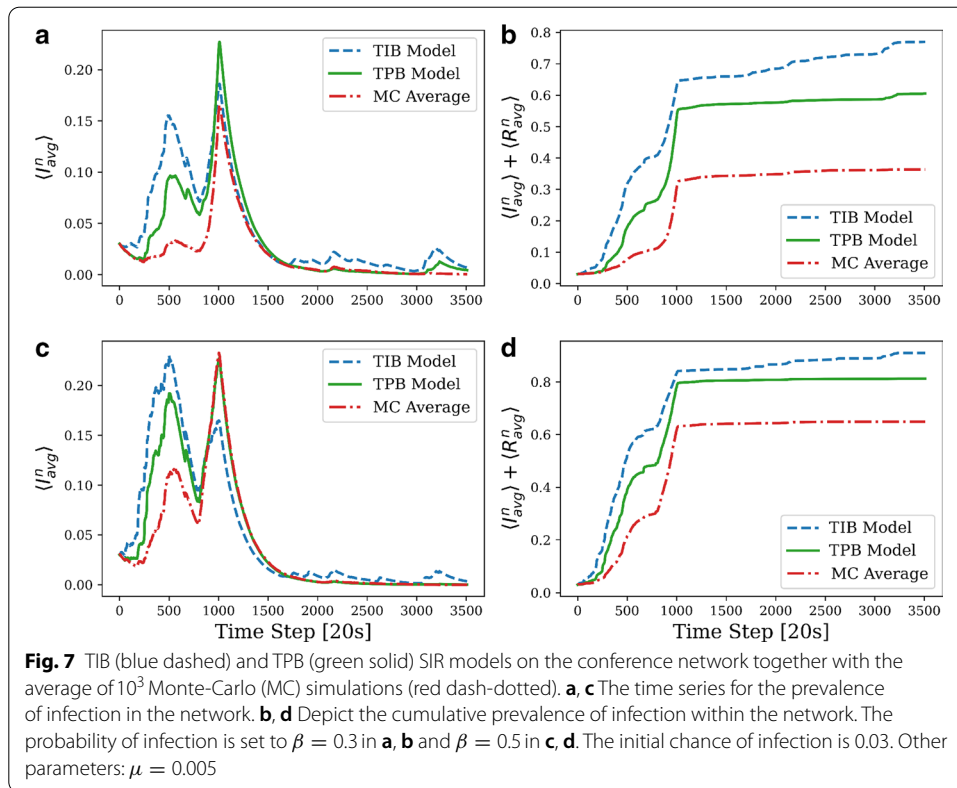 a
TIB Model
TPB Model
MC Average
0.20
0.15
0.10
0.05
0.00
⟨Iⁿ_avg⟩
0 500 1000 1500 2000 2500 3000 3500
b
0.8
0.7
0.6
0.5
0.4
0.3
0.2
0.1
0.0
⟨Iⁿ_avg⟩ + ⟨Rⁿ_avg⟩
TIB Model
TPB Model
MC Average
0 500 1000 1500 2000 2500 3000 3500
c
TIB Model
TPB Model
MC Average
0.20
0.15
0.10
0.05
0.00
⟨Iⁿ_avg⟩
0 500 1000 1500 2000 2500 3000 3500
Time Step [20s]
d
0.8
0.6
0.4
0.2
0.0
⟨Iⁿ_avg⟩ + ⟨Rⁿ_avg⟩
TIB Model
TPB Model
MC Average
0 500 1000 1500 2000 2500 3000 3500
Time Step [20s]
Fig. 7 TIB (blue dashed) and TPB (green solid) SIR models on the conference network together with the
average of 10³ Monte-Carlo (MC) simulations (red dash-dotted). a, c The time series for the prevalence
of infection in the network. b, d Depict the cumulative prevalence of infection within the network. The
probability of infection is set to β = 0.3 in a, b and β = 0.5 in c, d. The initial chance of infection is 0.03. Other
parameters: μ = 0.005